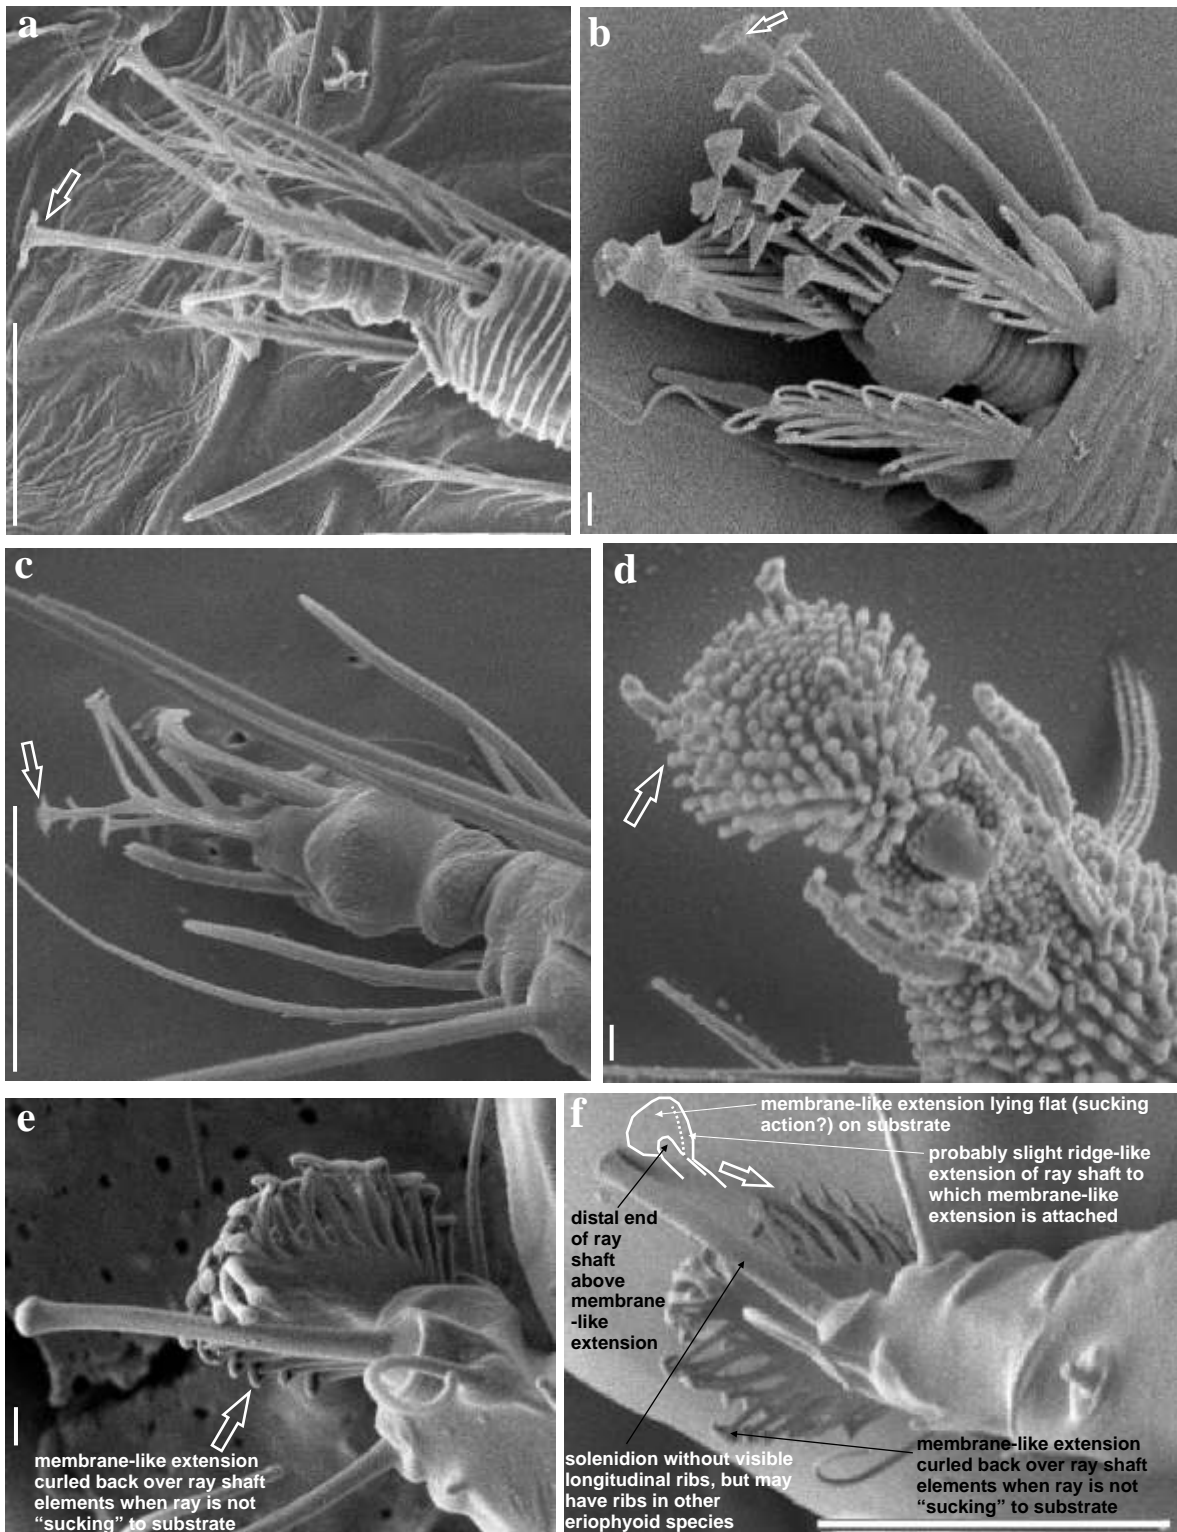 a
b
c
d
e
membrane-like extension
curled back over ray shaft
elements when ray is not
“sucking” to substrate
f
membrane-like extension lying flat (sucking
action?) on substrate
probably slight ridge-like
extension of ray shaft to
which membrane-like
extension is attached
distal end
of ray
shaft
above
membrane
-like
extension
solenidion without visible
longitudinal ribs, but may
have ribs in other
eriophyoid species
membrane-like extension
curled back over ray shaft
elements when ray is not
“sucking” to substrate